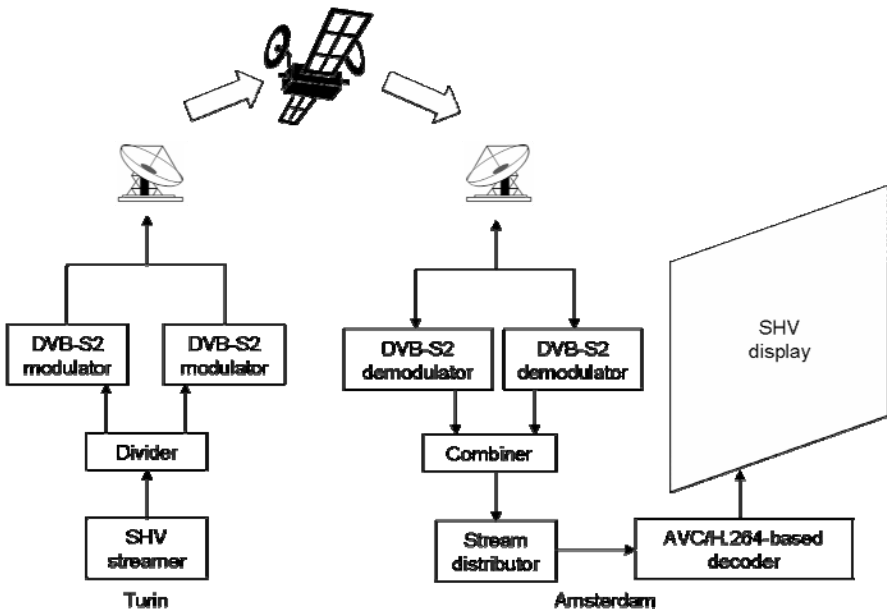 DVB-S2
modulator
DVB-S2
modulator
Divider
SHV
streamer
Turin
DVB-S2
demodulator
DVB-S2
demodulator
Combiner
Stream
distributor
AVC/H.264-based
decoder
SHV
display
Amsterdam